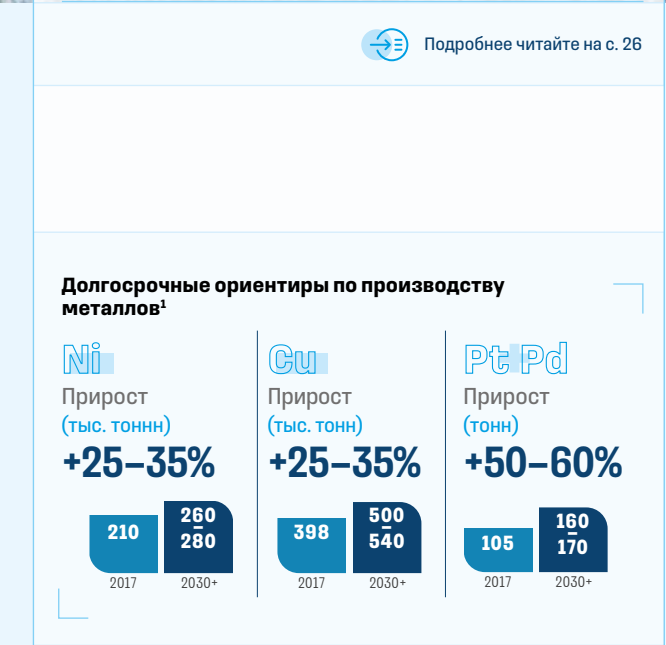 Подробнее читайте на с. 26
Долгосрочные ориентиры по производству
металлов¹
Ni
Прирост
(тыс. тоннн)
+25–35%
210
260
–
280
2017
2030+
Cu
Прирост
(тыс. тонн)
+25–35%
398
500
–
540
2017
2030+
Pt Pd
Прирост
(тонн)
+50–60%
105
160
–
170
2017
2030+